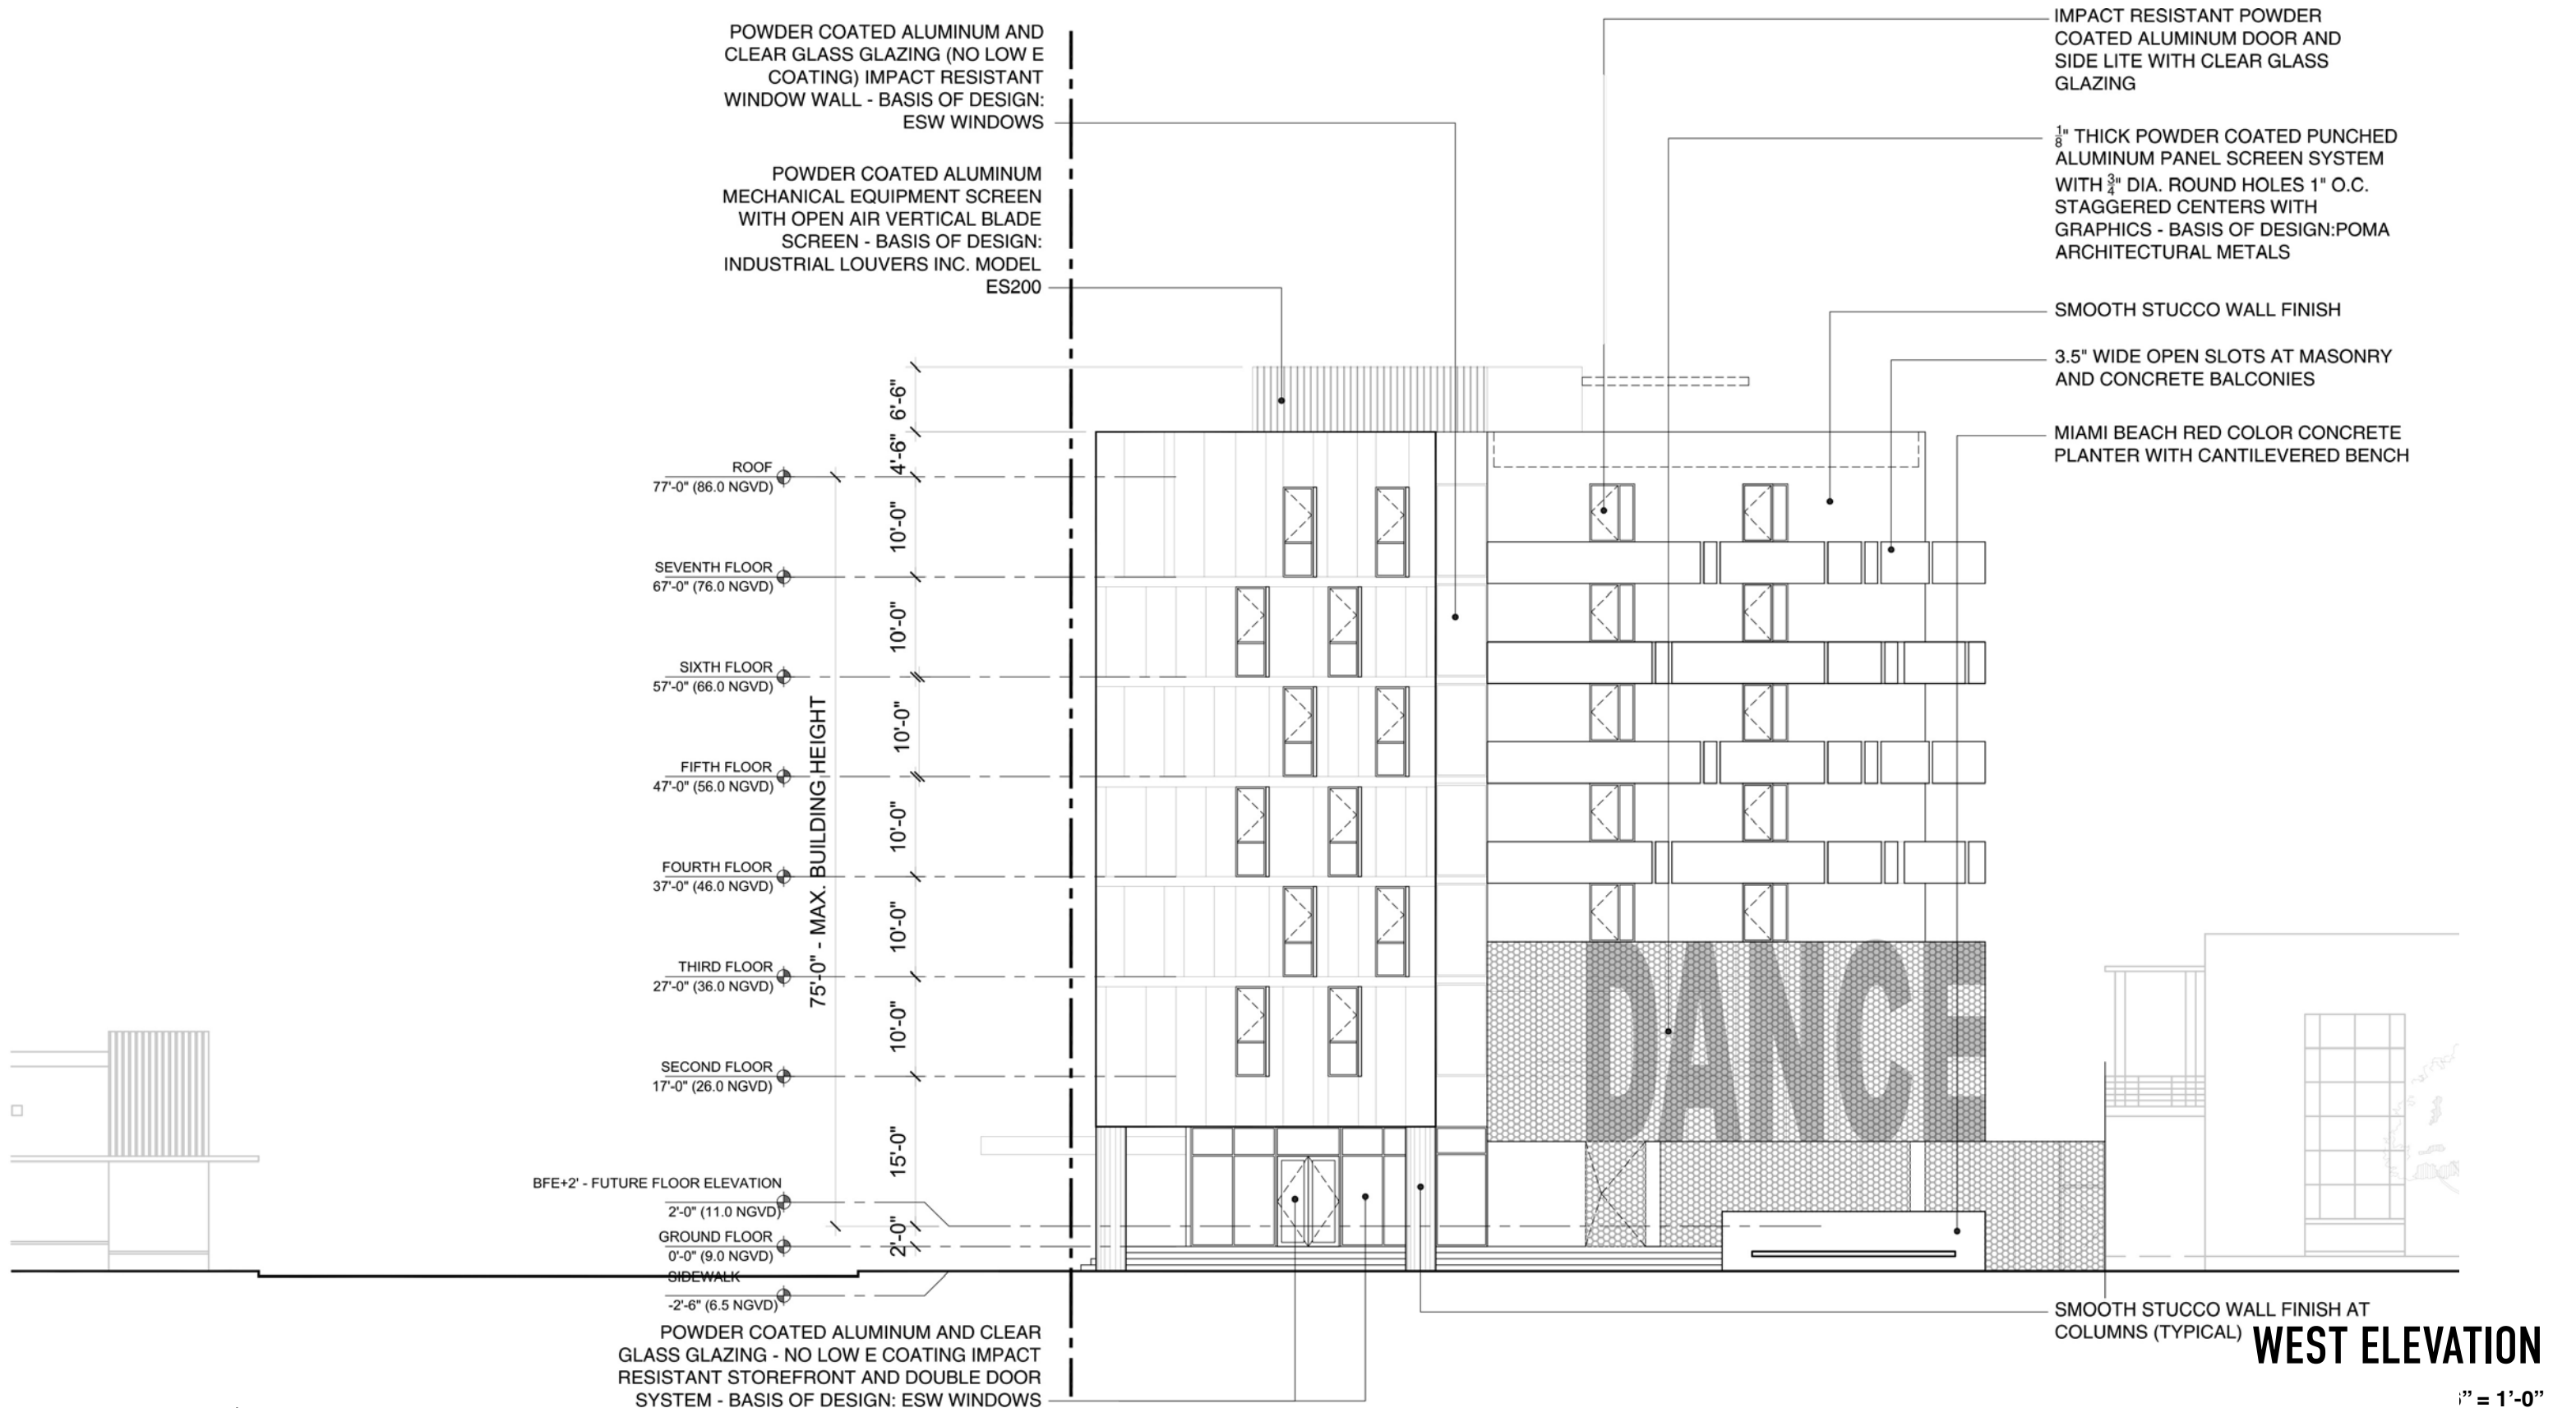 POWDER COATED ALUMINUM AND
CLEAR GLASS GLAZING (NO LOW E
COATING) IMPACT RESISTANT
WINDOW WALL - BASIS OF DESIGN:
ESW WINDOWS
POWDER COATED ALUMINUM
MECHANICAL EQUIPMENT SCREEN
WITH OPEN AIR VERTICAL BLADE
SCREEN - BASIS OF DESIGN:
INDUSTRIAL LOUVERS INC. MODEL
ES200
IMPACT RESISTANT POWDER
COATED ALUMINUM DOOR AND
SIDE LITE WITH CLEAR GLASS
GLAZING
1/8" THICK POWDER COATED PUNCHED
ALUMINUM PANEL SCREEN SYSTEM
WITH 3/4" DIA. ROUND HOLES 1" O.C.
STAGGERED CENTERS WITH
GRAPHICS - BASIS OF DESIGN:POMA
ARCHITECTURAL METALS
SMOOTH STUCCO WALL FINISH
3.5" WIDE OPEN SLOTS AT MASONRY
AND CONCRETE BALCONIES
MIAMI BEACH RED COLOR CONCRETE
PLANTER WITH CANTILEVERED BENCH
ROOF
77'-0" (86.0 NGVD)
SEVENTH FLOOR
67'-0" (76.0 NGVD)
SIXTH FLOOR
57'-0" (66.0 NGVD)
FIFTH FLOOR
47'-0" (56.0 NGVD)
FOURTH FLOOR
37'-0" (46.0 NGVD)
THIRD FLOOR
27'-0" (36.0 NGVD)
SECOND FLOOR
17'-0" (26.0 NGVD)
BFE+2' - FUTURE FLOOR ELEVATION
2'-0" (11.0 NGVD)
GROUND FLOOR
0'-0" (9.0 NGVD)
SIDEWALK
-2'-6" (6.5 NGVD)
75'-0" - MAX. BUILDING HEIGHT
6'-6"
4'-6"
10'-0"
10'-0"
10'-0"
10'-0"
10'-0"
10'-0"
15'-0"
2'-0"
DANCE
POWDER COATED ALUMINUM AND CLEAR
GLASS GLAZING - NO LOW E COATING IMPACT
RESISTANT STOREFRONT AND DOUBLE DOOR
SYSTEM - BASIS OF DESIGN: ESW WINDOWS
SMOOTH STUCCO WALL FINISH AT
COLUMNS (TYPICAL)
WEST ELEVATION
" = 1'-0"